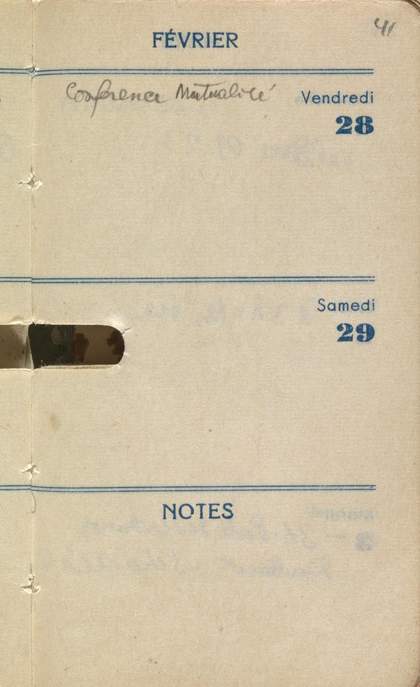 41
FÉVRIER
Conférence Mutualité
Vendredi
28
Samedi
29
NOTES